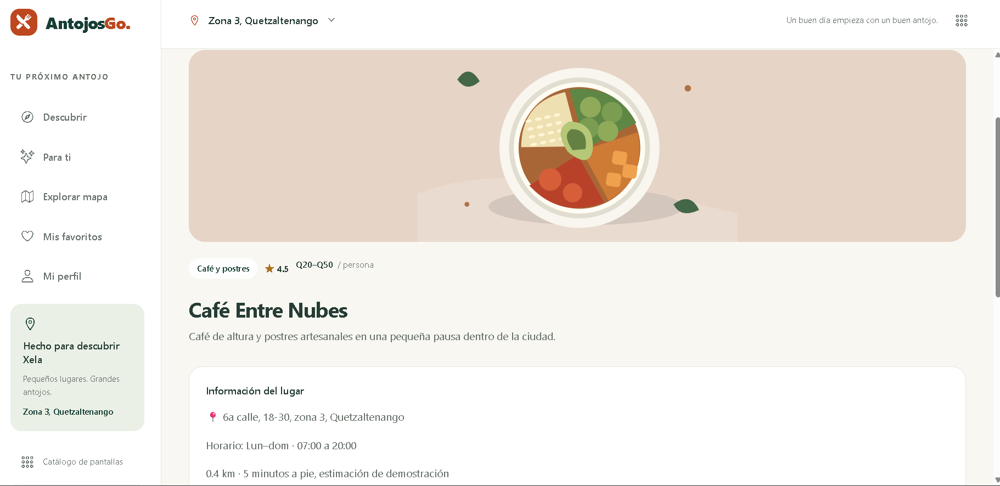 AntojosGo.
TU PRÓXIMO ANTOJO
Descubrir
Para ti
Explorar mapa
Mis favoritos
Mi perfil
Hecho para descubrir
Xela
Pequeños lugares. Grandes
antojos.
Zona 3, Quetzaltenango
Catálogo de pantallas
Zona 3, Quetzaltenango
Un buen día empieza con un buen antojo.
Café y postres
4.5
Q20–Q50 / persona
Café Entre Nubes
Café de altura y postres artesanales en una pequeña pausa dentro de la ciudad.
Información del lugar
6a calle, 18-30, zona 3, Quetzaltenango
Horario: Lun–dom · 07:00 a 20:00
0.4 km · 5 minutos a pie, estimación de demostración